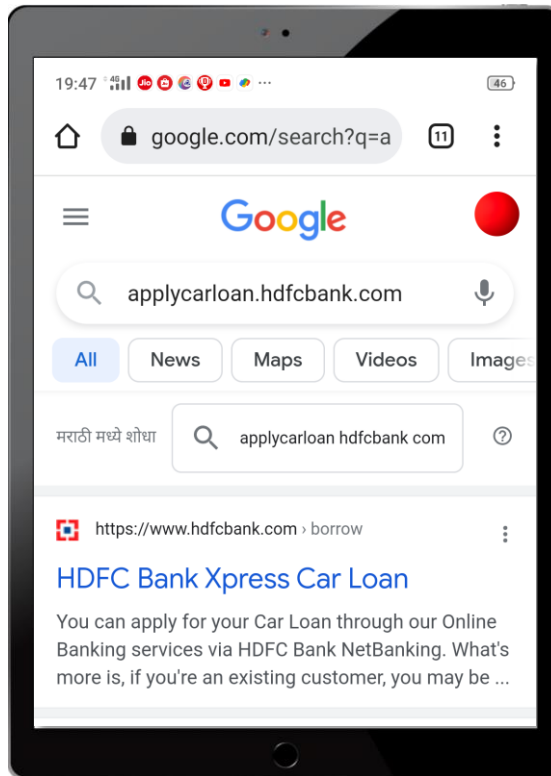 19:47 4G Jio 46
google.com/search?q=a 11
Google
applycarloan.hdfcbank.com
All News Maps Videos Images
मराठी मध्ये शोधा applycarloan hdfcbank com
https://www.hdfcbank.com › borrow
HDFC Bank Xpress Car Loan
You can apply for your Car Loan through our Online
Banking services via HDFC Bank NetBanking. What's
more is, if you're an existing customer, you may be ...